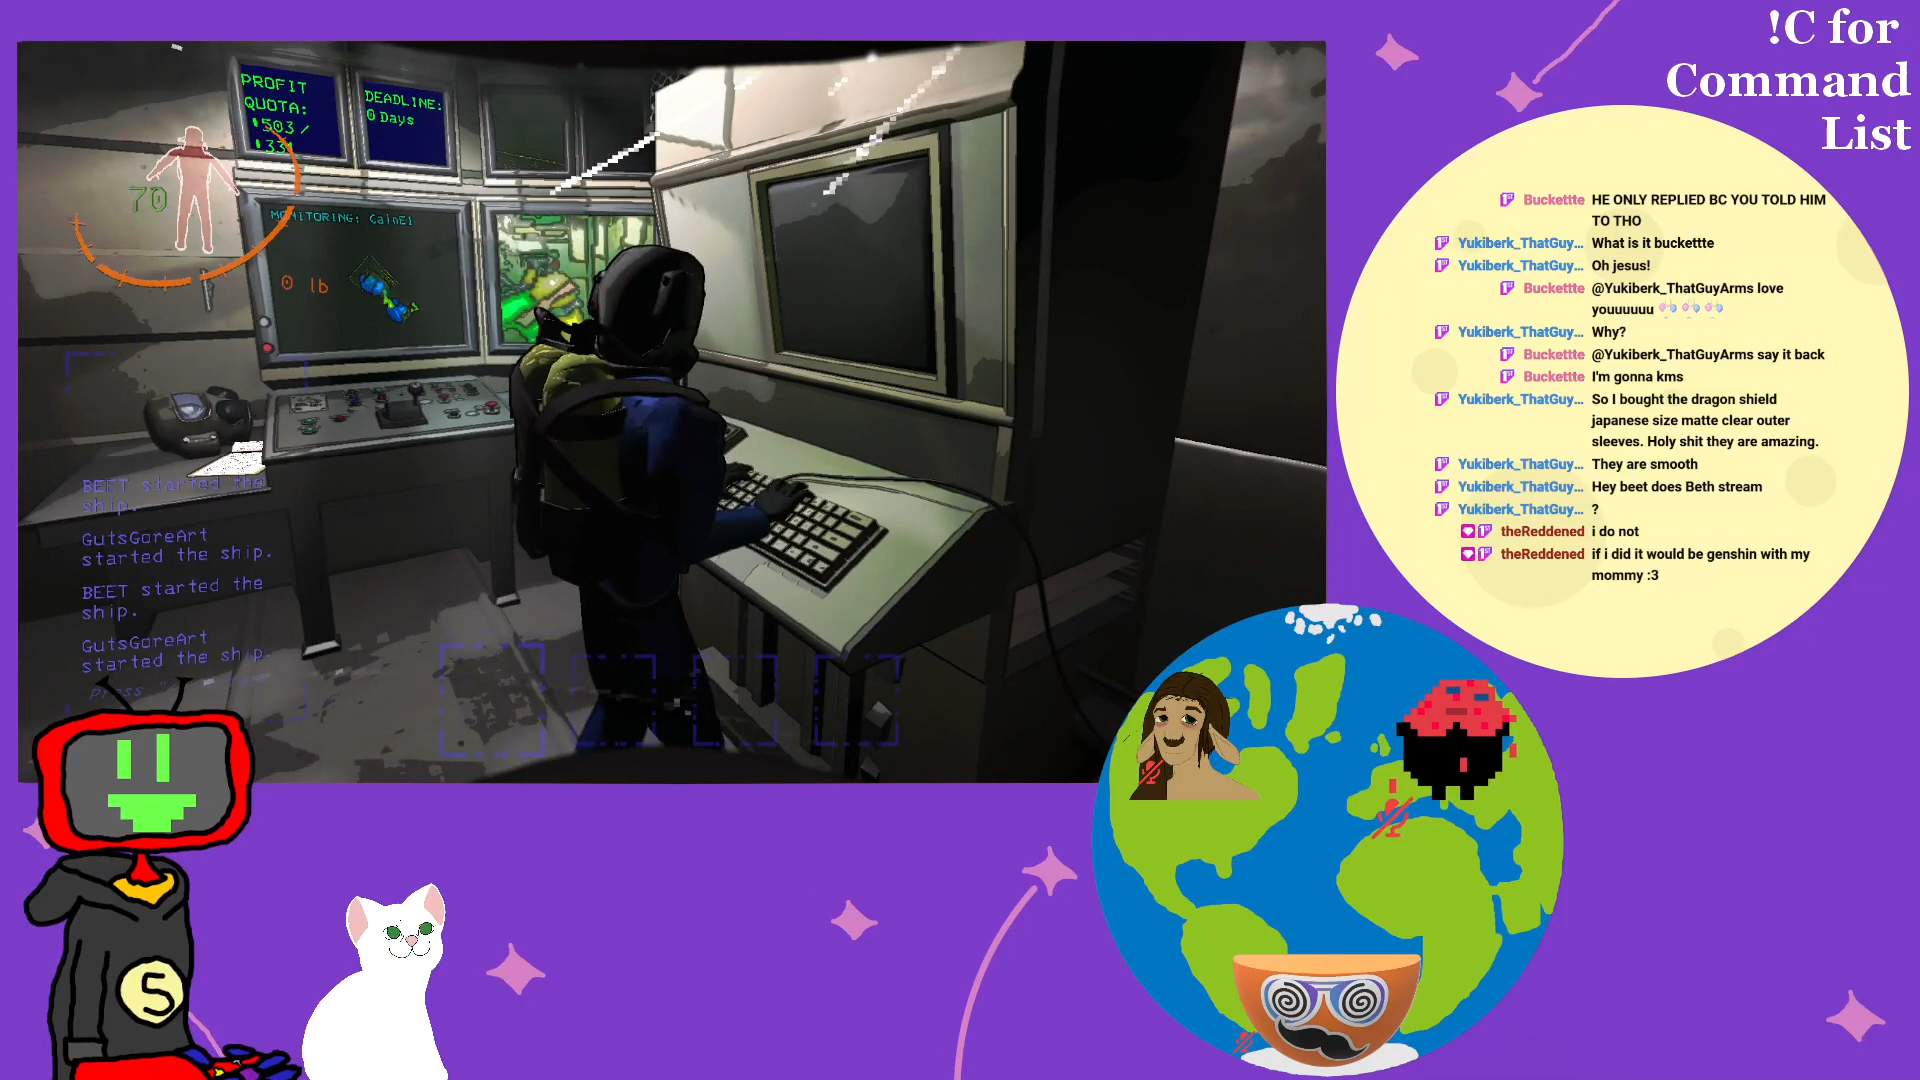 !C for
Command
List
PROFIT
QUOTA:
503 /
DEADLINE:
0 Days
70
MONITORING: CainEl
0 lb
BEET started the
ship.
GutsGoreArt
started the ship.
BEET started the
ship.
GutsGoreArt
started the ship.
Press
S
Buckettte HE ONLY REPLIED BC YOU TOLD HIM
TO THO
Yukiberk_ThatGuy... What is it buckettte
Yukiberk_ThatGuy... Oh jesus!
Buckettte @Yukiberk_ThatGuyArms love
youuuuuu
Yukiberk_ThatGuy... Why?
Buckettte @Yukiberk_ThatGuyArms say it back
Buckettte I'm gonna kms
Yukiberk_ThatGuy... So I bought the dragon shield
japanese size matte clear outer
sleeves. Holy shit they are amazing.
Yukiberk_ThatGuy... They are smooth
Yukiberk_ThatGuy... Hey beet does Beth stream
Yukiberk_ThatGuy... ?
theReddened i do not
theReddened if i did it would be genshin with my
mommy :3